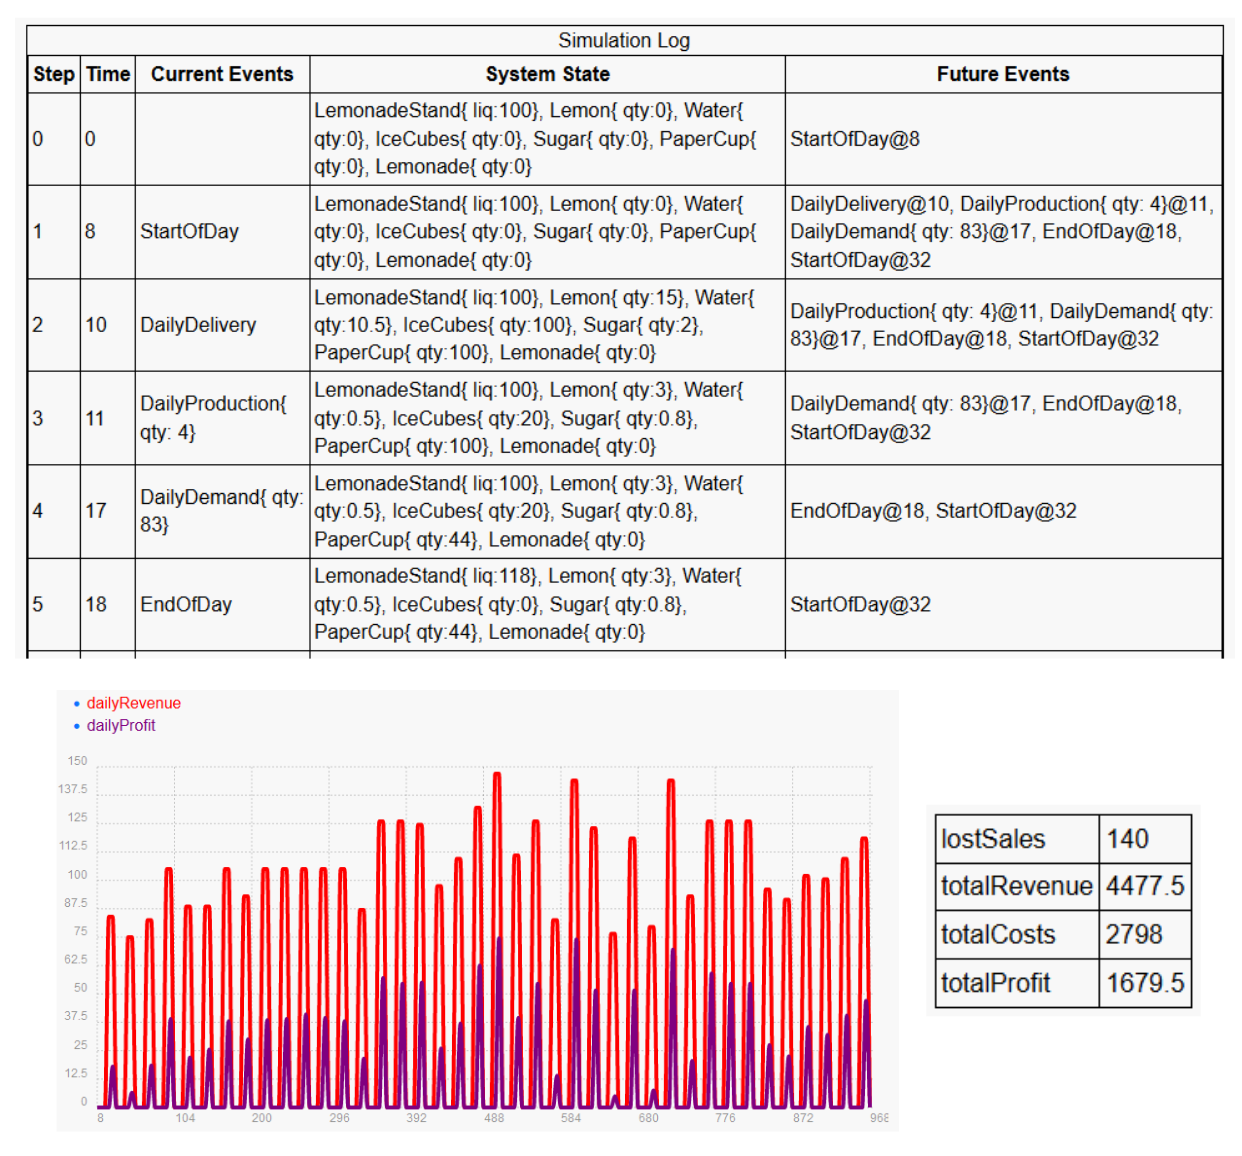 Simulation Log
Step Time Current Events System State Future Events
0 0 LemonadeStand{ liq:100}, Lemon{ qty:0}, Water{
qty:0}, IceCubes{ qty:0}, Sugar{ qty:0}, PaperCup{
qty:0}, Lemonade{ qty:0}
StartOfDay@8
1 8 StartOfDay
LemonadeStand{ liq:100}, Lemon{ qty:0}, Water{
qty:0}, IceCubes{ qty:0}, Sugar{ qty:0}, PaperCup{
qty:0}, Lemonade{ qty:0}
DailyDelivery@10, DailyProduction{ qty: 4}@11,
DailyDemand{ qty: 83}@17, EndOfDay@18,
StartOfDay@32
2 10 DailyDelivery
LemonadeStand{ liq:100}, Lemon{ qty:15}, Water{
qty:10.5}, IceCubes{ qty:100}, Sugar{ qty:2},
PaperCup{ qty:100}, Lemonade{ qty:0}
DailyProduction{ qty: 4}@11, DailyDemand{ qty:
83}@17, EndOfDay@18, StartOfDay@32
3 11 DailyProduction{
qty: 4}
LemonadeStand{ liq:100}, Lemon{ qty:3}, Water{
qty:0.5}, IceCubes{ qty:20}, Sugar{ qty:0.8},
PaperCup{ qty:100}, Lemonade{ qty:0}
DailyDemand{ qty: 83}@17, EndOfDay@18,
StartOfDay@32
4 17 DailyDemand{ qty:
83}
LemonadeStand{ liq:100}, Lemon{ qty:3}, Water{
qty:0.5}, IceCubes{ qty:20}, Sugar{ qty:0.8},
PaperCup{ qty:44}, Lemonade{ qty:0}
EndOfDay@18, StartOfDay@32
5 18 EndOfDay
LemonadeStand{ liq:118}, Lemon{ qty:3}, Water{
qty:0.5}, IceCubes{ qty:0}, Sugar{ qty:0.8},
PaperCup{ qty:44}, Lemonade{ qty:0}
StartOfDay@32
dailyRevenue
dailyProfit
150
137.5
125
112.5
100
87.5
75
62.5
50
37.5
25
12.5
0
8 104 200 296 392 488 584 680 776 872 968
lostSales 140
totalRevenue 4477.5
totalCosts 2798
totalProfit 1679.5